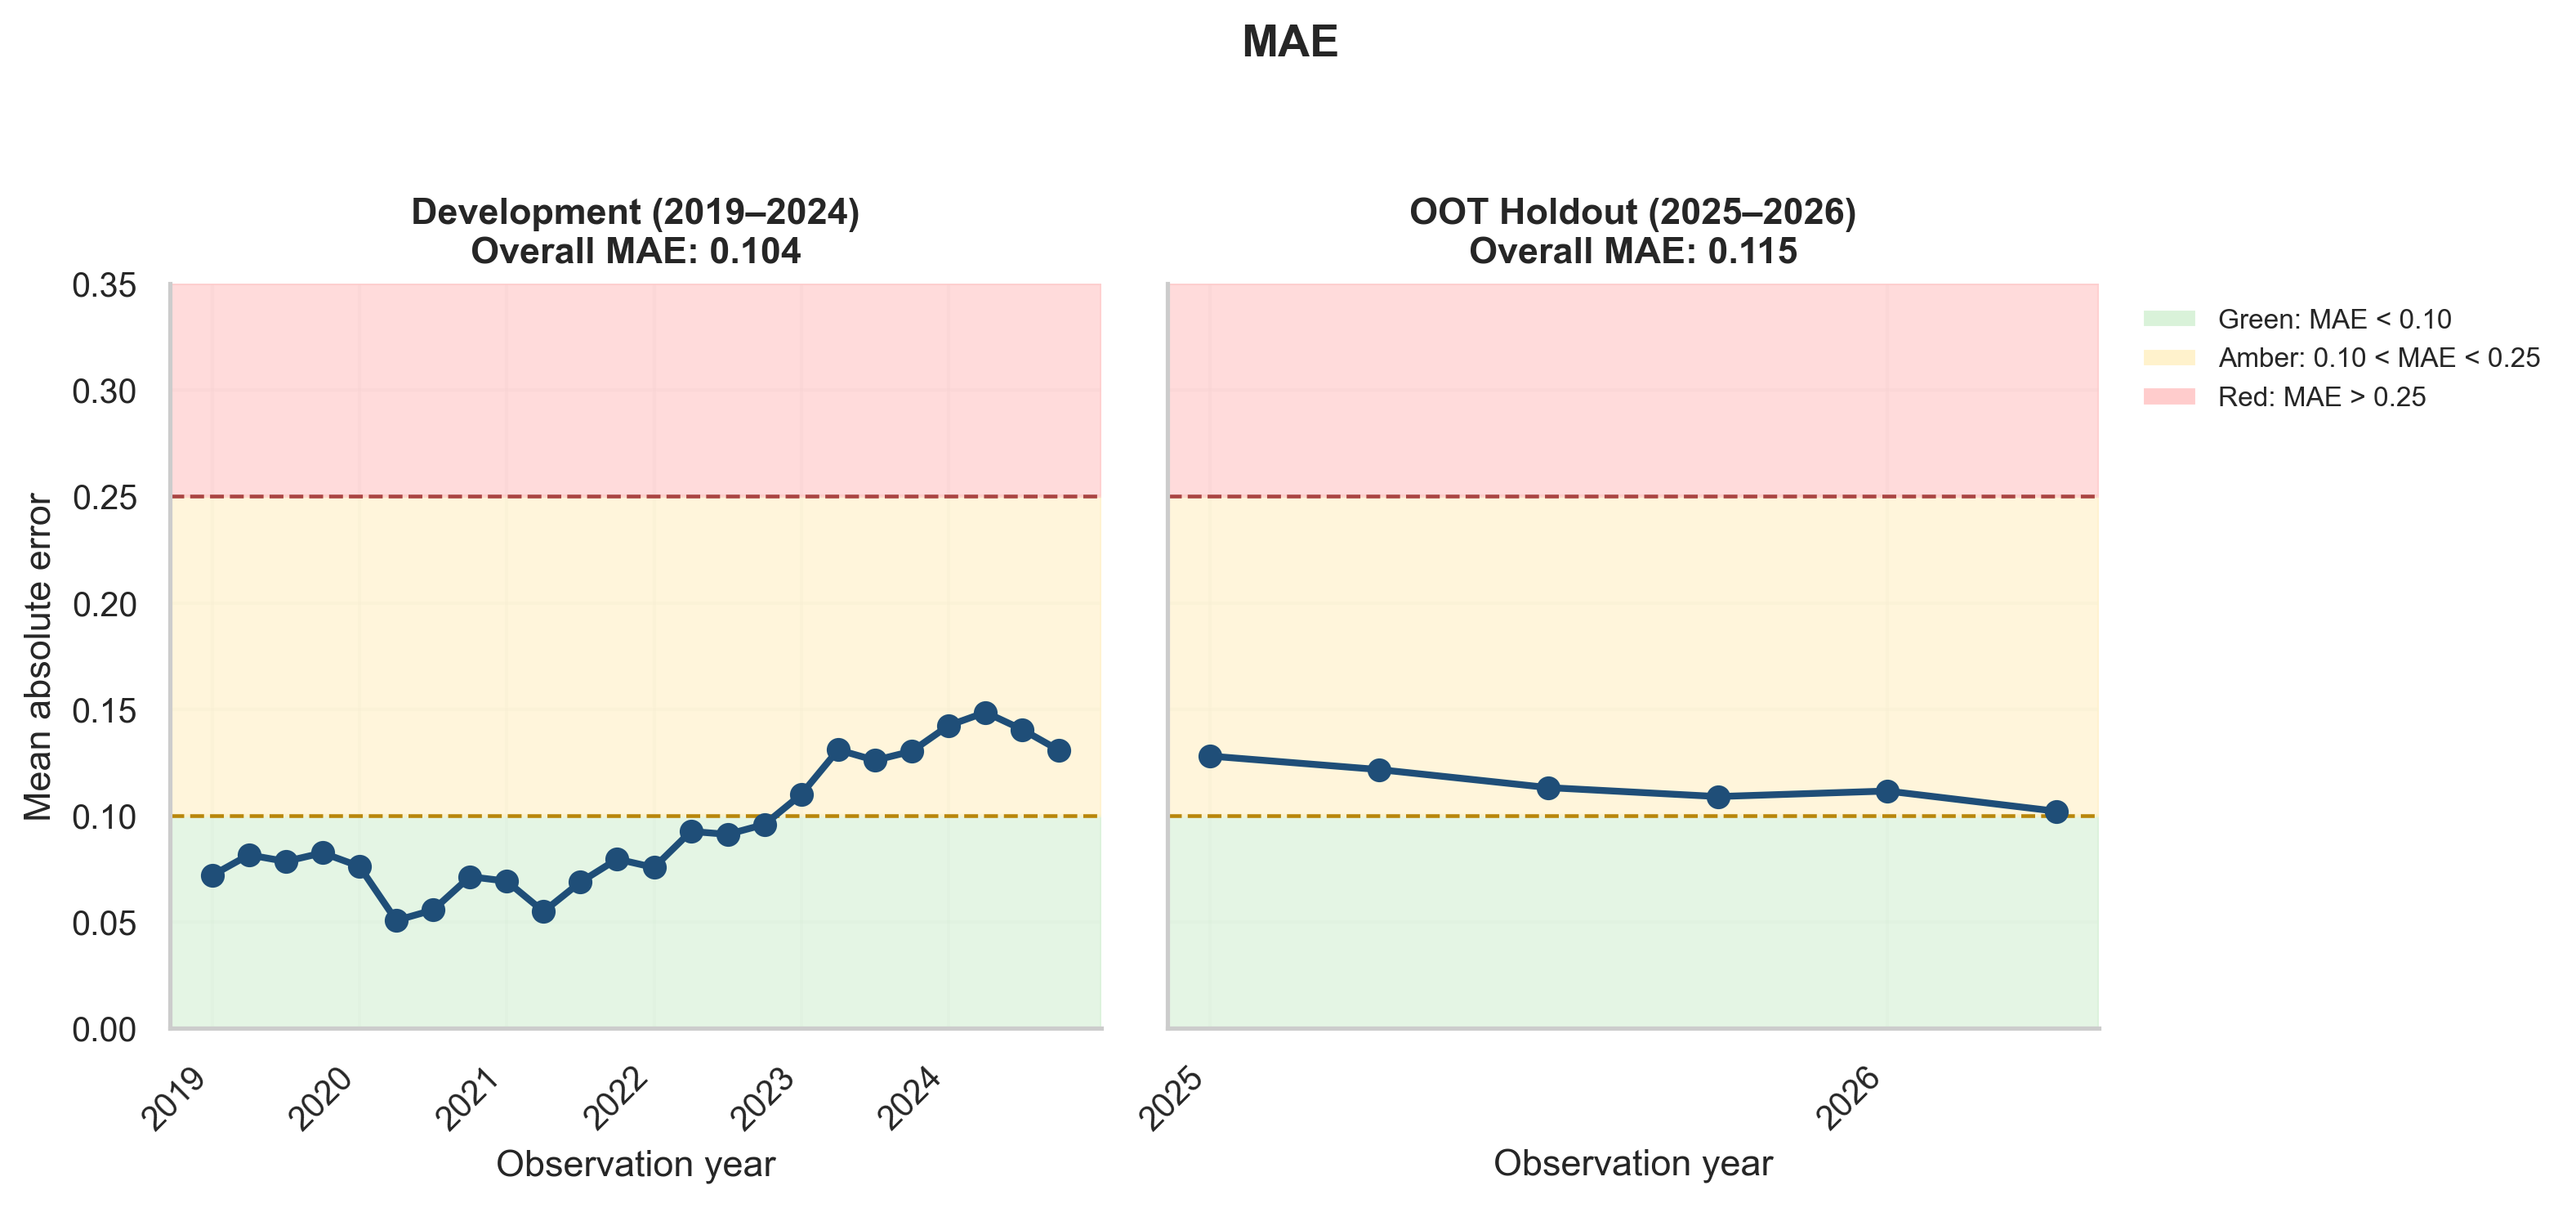 MAE
Development (2019–2024)
Overall MAE: 0.104
OOT Holdout (2025–2026)
Overall MAE: 0.115
Mean absolute error
0.35
0.30
0.25
0.20
0.15
0.10
0.05
0.00
2019
2020
2021
2022
2023
2024
Observation year
2025
2026
Observation year
Green: MAE < 0.10
Amber: 0.10 < MAE < 0.25
Red: MAE > 0.25